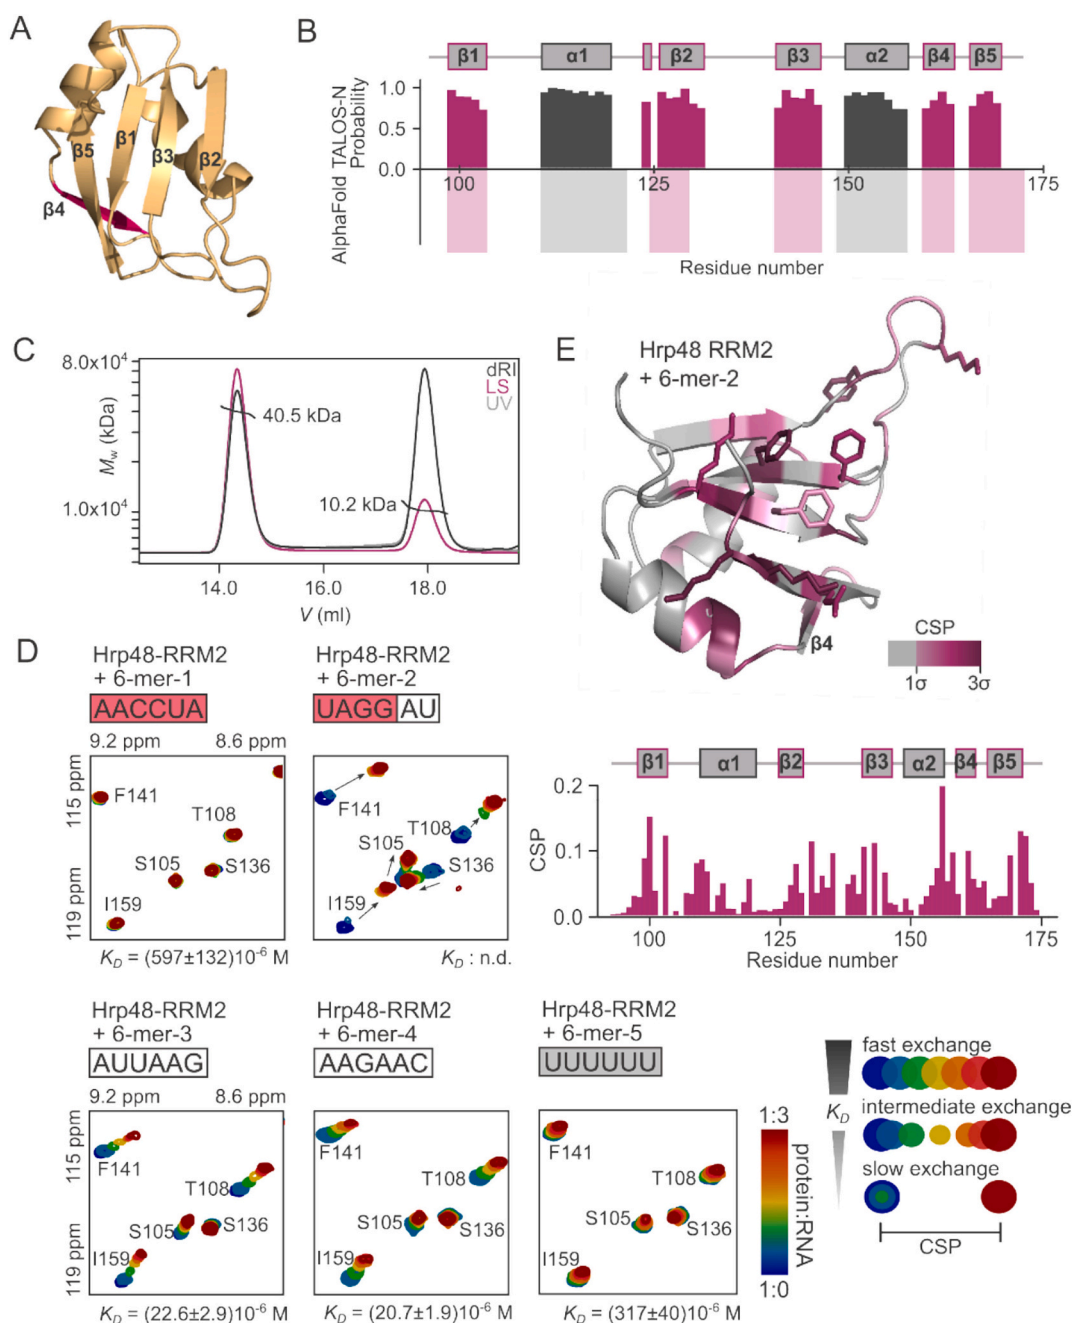 A
β5
β1
β3
β2
β4
B
β1
α1
β2
β3
α2
β4
β5
AlphaFold TALOS-N
Probability
1.0
0.5
0.0
100
125
150
175
Residue number
C
8.0x10⁴
1.0x10⁴
Mw (kDa)
dRI
LS
UV
40.5 kDa
10.2 kDa
14.0
16.0
18.0
V (ml)
E
Hrp48 RRM2
+ 6-mer-2
β4
CSP
1σ
3σ
D
Hrp48-RRM2
+ 6-mer-1
AACCUA
9.2 ppm
8.6 ppm
115 ppm
119 ppm
F141
T108
S105
S136
I159
K_D = (597±132)10⁻⁶ M
Hrp48-RRM2
+ 6-mer-2
UAGGAU
F141
T108
S105
S136
I159
K_D : n.d.
β1
α1
β2
β3
α2
β4
β5
0.2
0.1
0.0
CSP
100
125
150
175
Residue number
Hrp48-RRM2
+ 6-mer-3
AUUAAG
9.2 ppm
8.6 ppm
115 ppm
119 ppm
F141
T108
S105
S136
I159
K_D = (22.6±2.9)10⁻⁶ M
Hrp48-RRM2
+ 6-mer-4
AAGAAC
F141
T108
S105
S136
I159
K_D = (20.7±1.9)10⁻⁶ M
Hrp48-RRM2
+ 6-mer-5
UUUUUU
F141
T108
S105
S136
I159
K_D = (317±40)10⁻⁶ M
1:3
protein:RNA
1:0
K_D
fast exchange
intermediate exchange
slow exchange
CSP